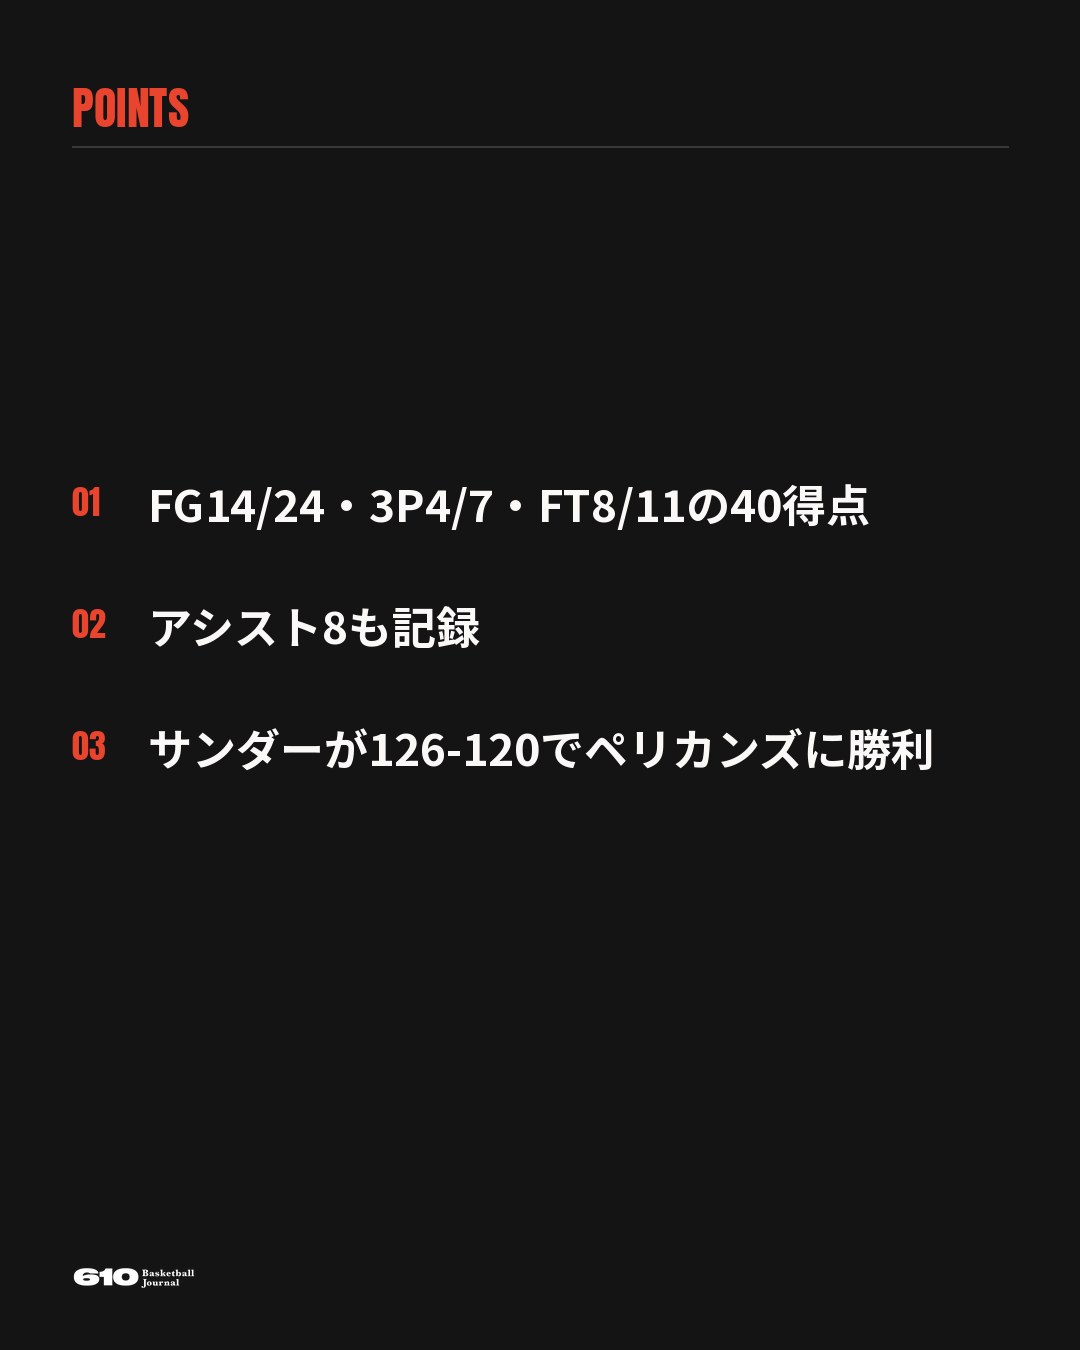 POINTS
01 FG14/24・3P4/7・FT8/11の40得点
02 アシスト8も記録
03 サンダーが126-120でペリカンズに勝利
610 Basketball
Journal